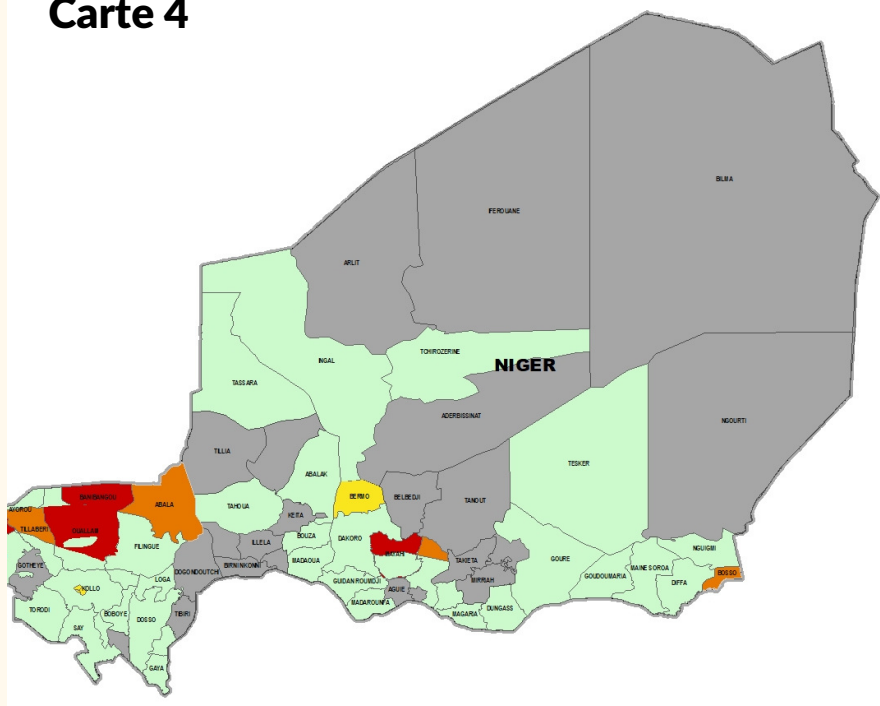 Carte 4
BILMA
IFEROUANE
ARLIT
TCHIROZERINE
INGAL
NIGER
TASSARA
ADERBISSINAT
NGOURTI
TILLIA
TESKER
ABALAK
BERMO
BELBEDJI
TANOUT
BANIBANGOU
ABALA
AYOROU
TAHOUA
KEITA
TILLABERI
OUALLAM
BOUZA
DAKORO
ILLELA
FILINGUE
MAYAHI
NGUIGMI
GOTHEYE
MADAOUA
TAKIETA
GOURE
MAINE SOROA
DOGONDOUTCHI
BIRNINKONNI
BOSSO
LOGA
GUIDAN ROUMDJI
MIRRIAH
GOUDOUMARIA
DIFFA
KOLLO
AGUIE
MADAROUNFA
TORODI
BOBOYE
DOSSO
TIBIRI
MAGARIA
DUNGASS
SAY
GAYA